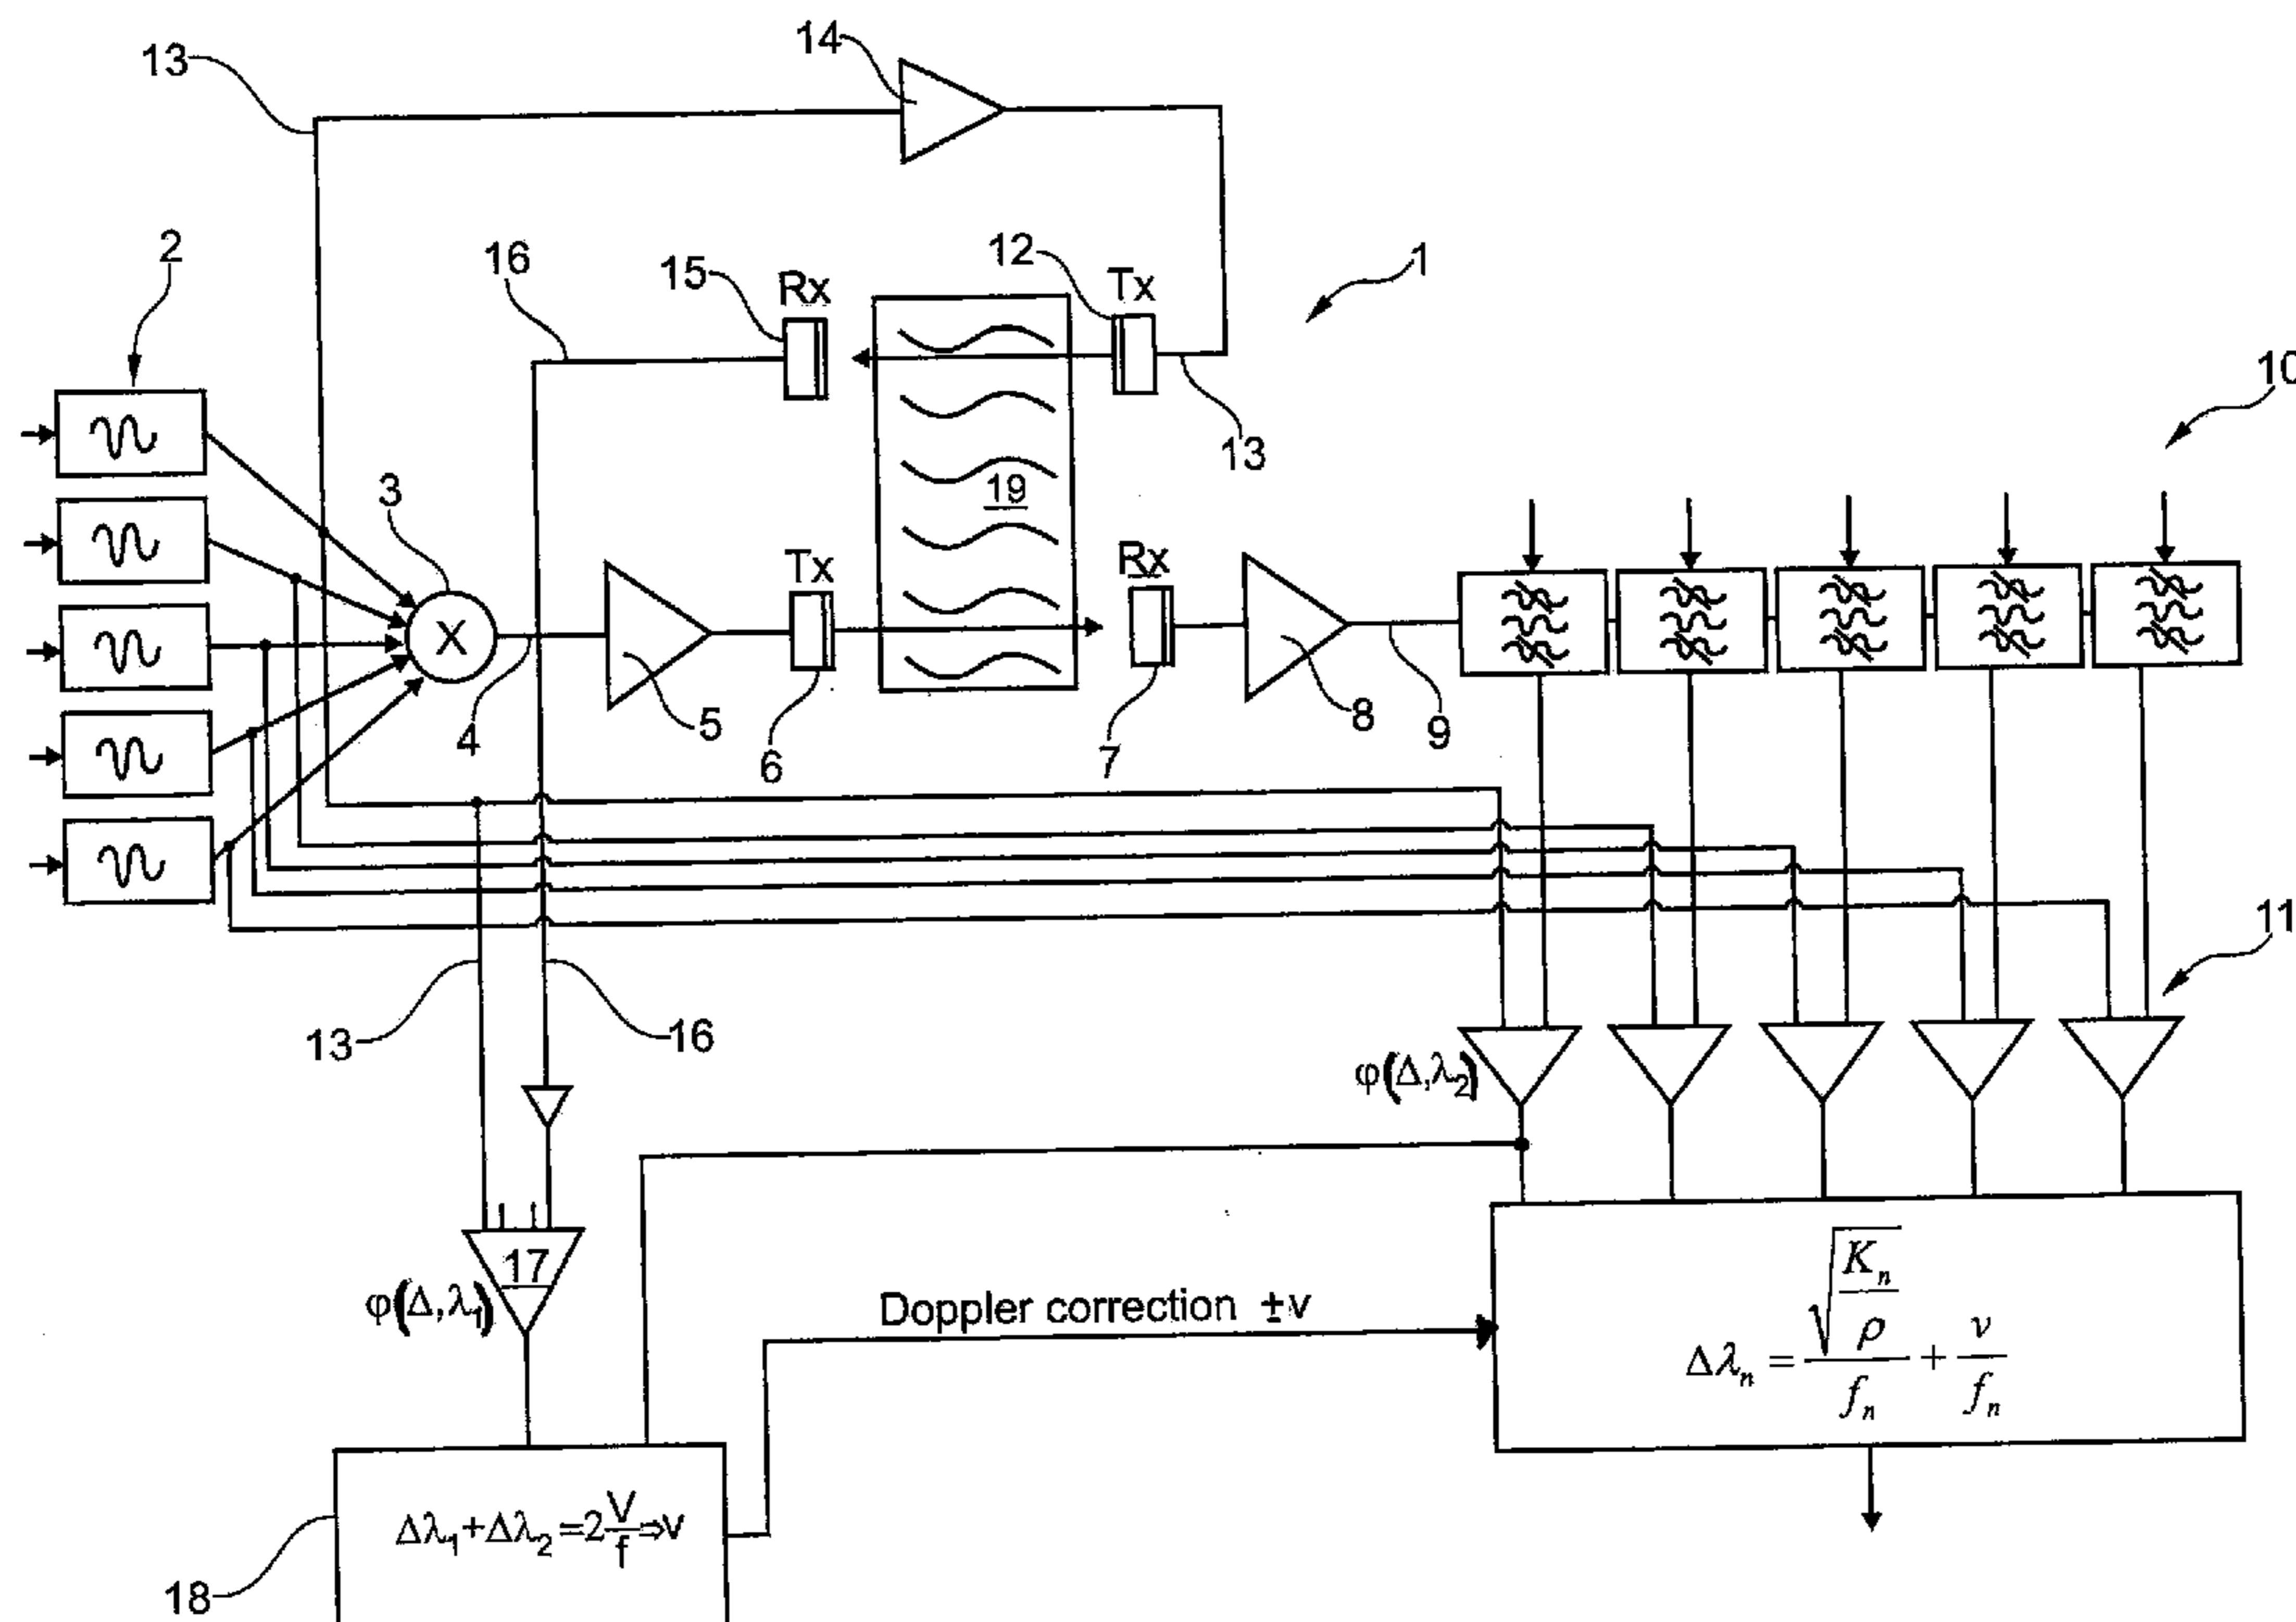 14
13
2
16
15
Rx
12
Tx
1
10
13
3
19
X
Tx
Rx
4
5
6
7
8
9
11
13
16
φ(Δ,λ₂)
17
φ(Δ,λ₁)
Doppler correction ±v
Δλₙ = √(Kₙ/ρ)/fₙ + v/fₙ
Δλ₁+Δλ₂=2V/f⇒v
18